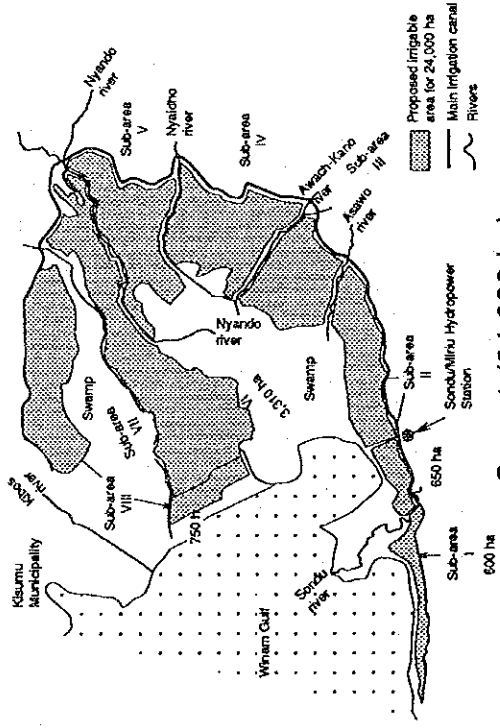 Nyando
river
Sub-area
V
Nyaidho
river
Sub-area
IV
Awach-Kano
river
Sub-area
III
Asawo
river
Proposed irrigable
area for 24,000 ha
Main irrigation canal
Rivers
Kisumu
Municipality
Kibos
river
Swamp
Sub-area
VIII
Sub-area
VII
750 h
VI
3,310 ha
Nyando
river
Swamp
Winam Gulf
Sondu
river
Sub-area
II
Sondu/Miriu Hydropower
Station
650 ha
Sub-area
I
600 ha